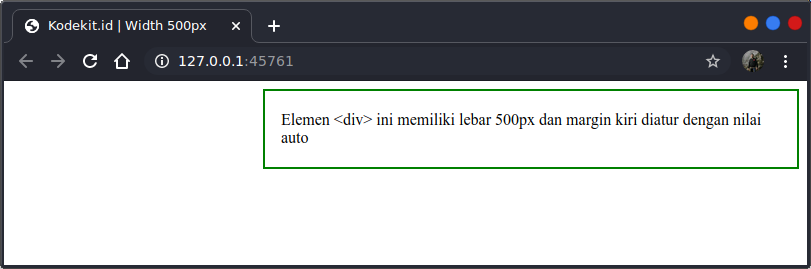 Kodekit.id | Width 500px
127.0.0.1:45761
Elemen <div> ini memiliki lebar 500px dan margin kiri diatur dengan nilai
auto